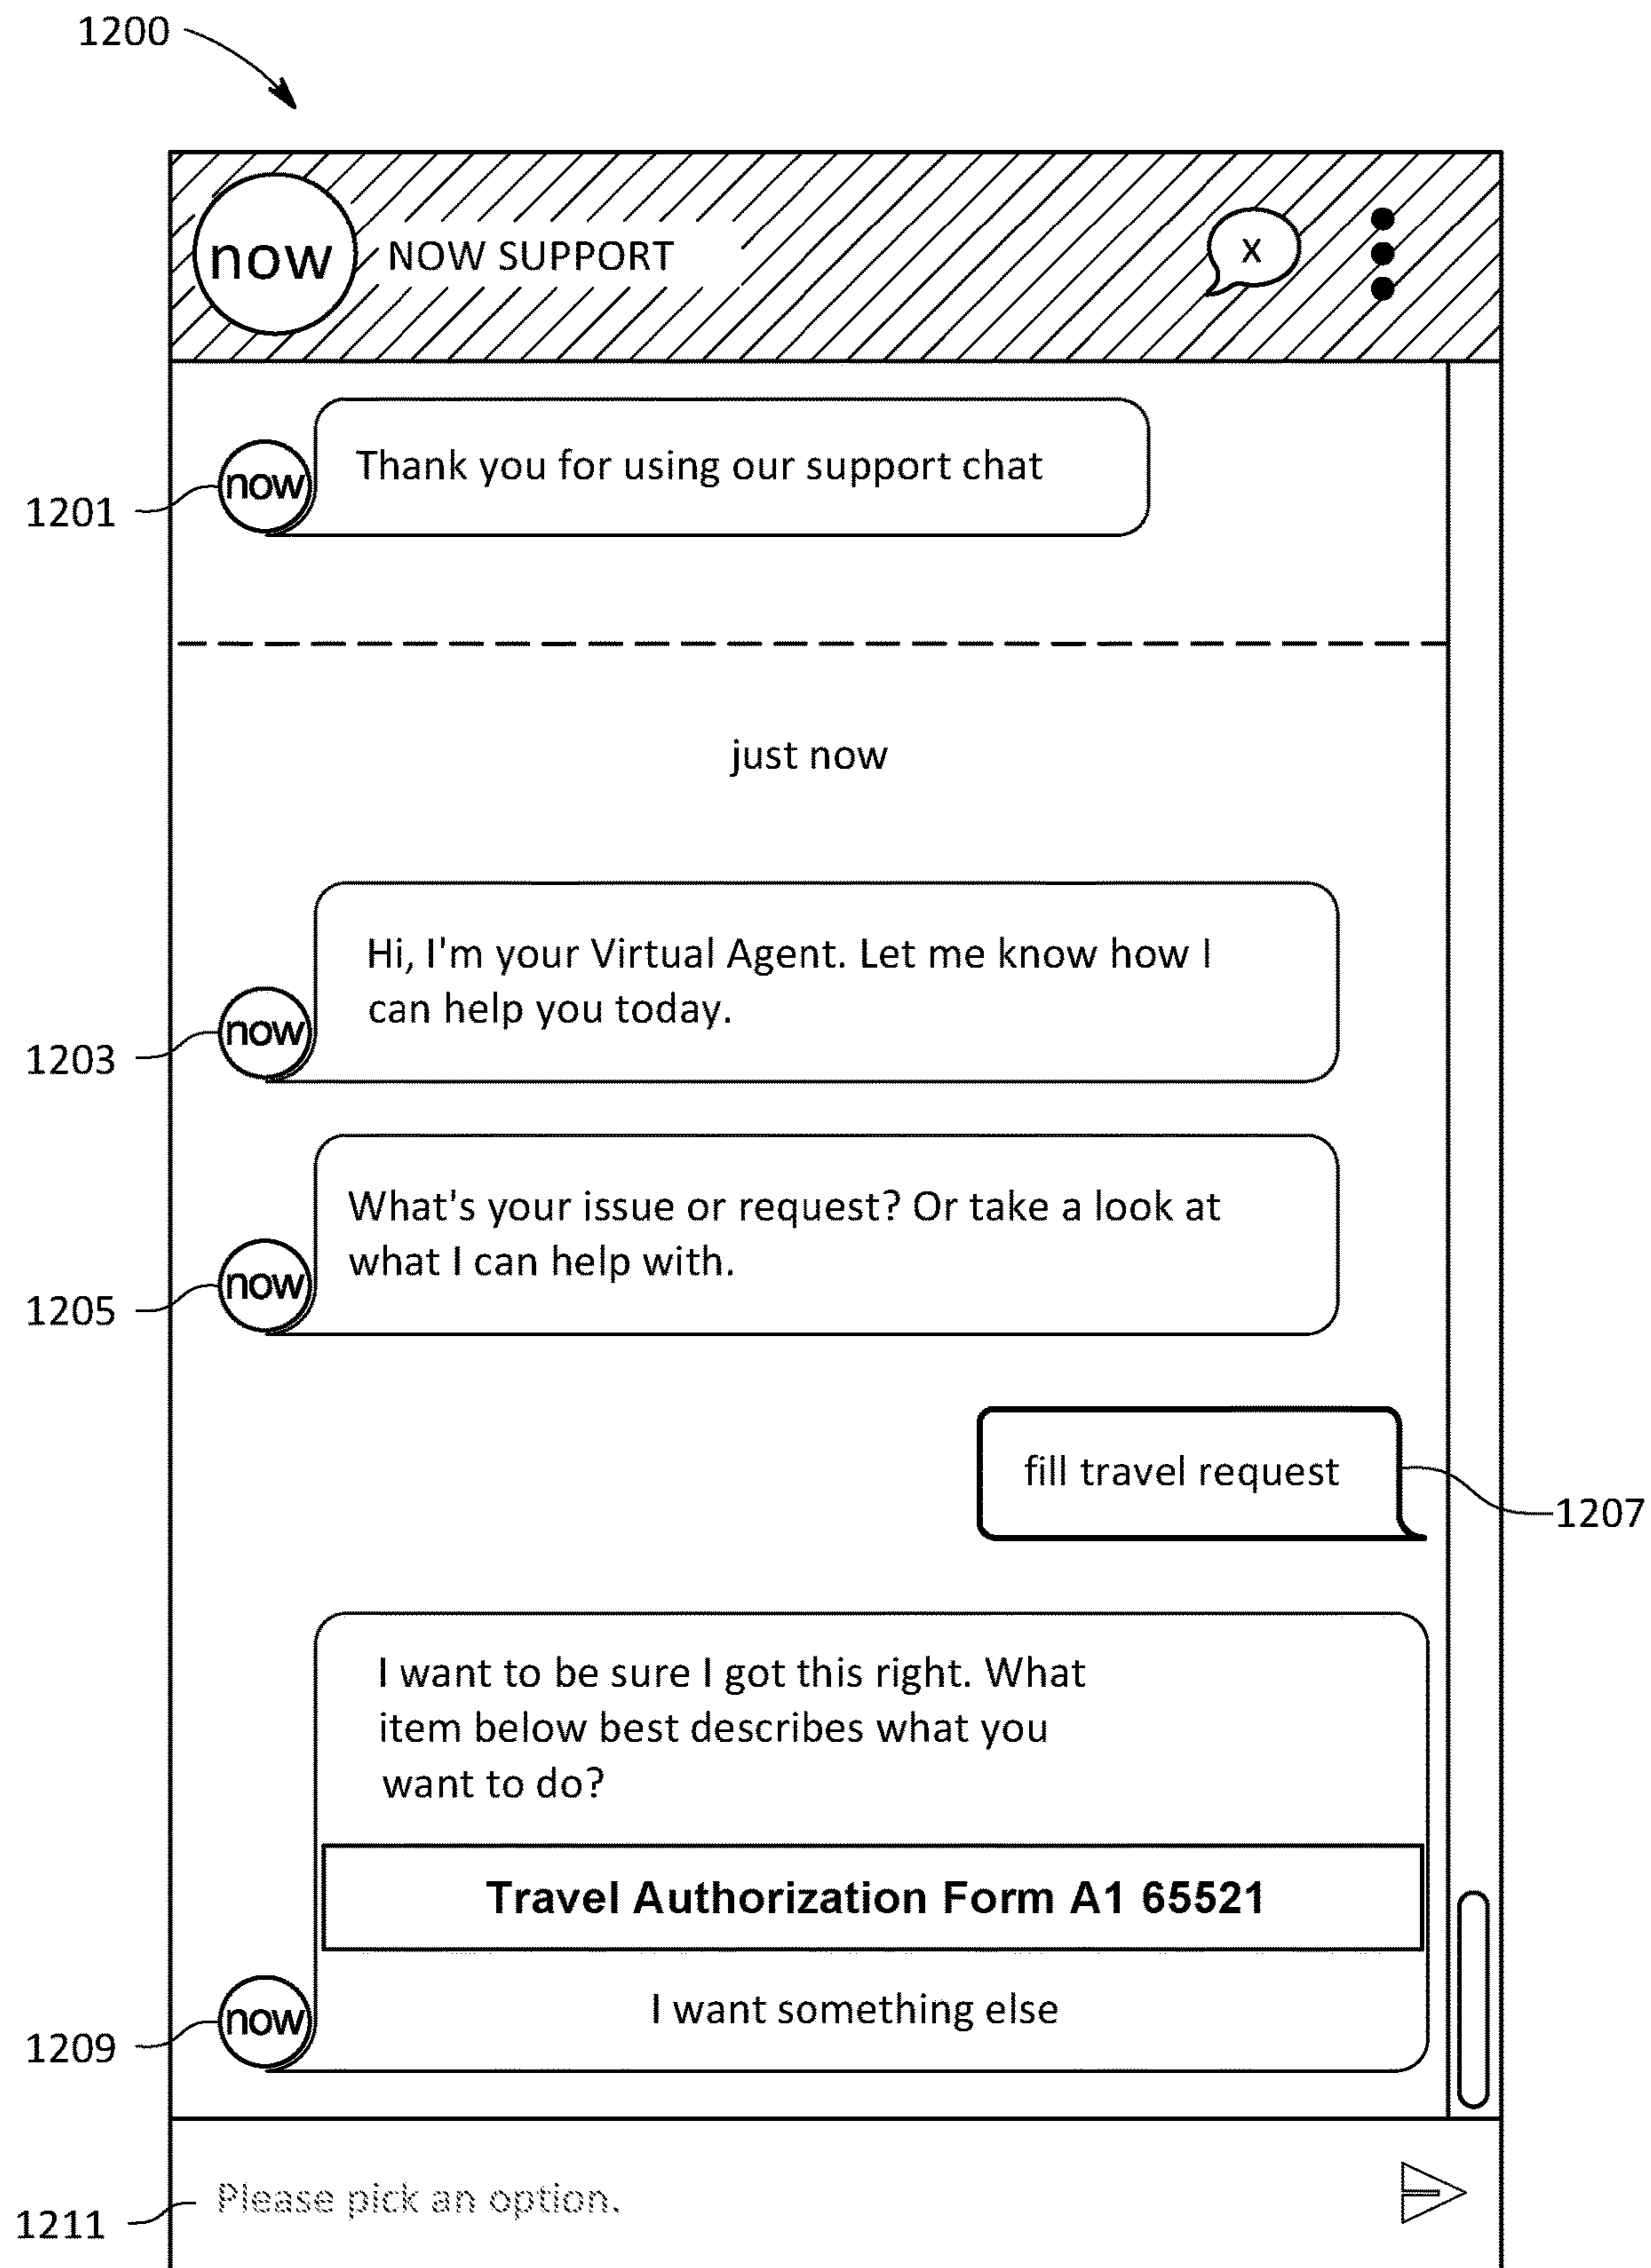 1200
now
NOW SUPPORT
x
now
Thank you for using our support chat
1201
just now
Hi, I'm your Virtual Agent. Let me know how I
can help you today.
now
1203
What's your issue or request? Or take a look at
what I can help with.
now
1205
fill travel request
1207
I want to be sure I got this right. What
item below best describes what you
want to do?
Travel Authorization Form A1 65521
I want something else
now
1209
Please pick an option.
1211